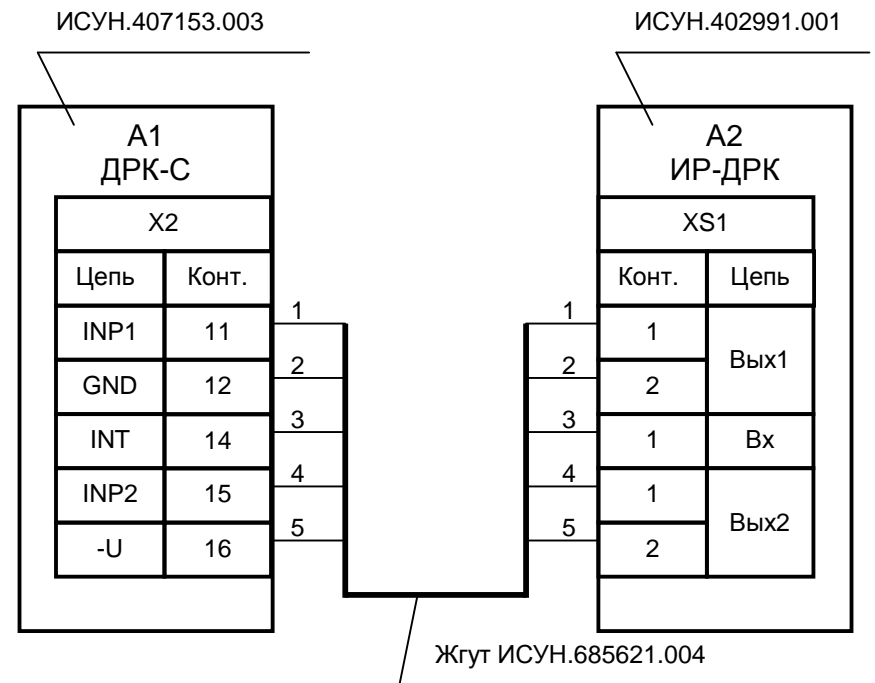 ИСУН.407153.003
ИСУН.402991.001
А1
ДРК-С
Х2
Цепь Конт.
INP1 11 1
GND 12 2
INT 14 3
INP2 15 4
-U 16 5
А2
ИР-ДРК
XS1
Конт. Цепь
1 1 Вых1
2 2
3 1 Вх
4 1 Вых2
5 2
Жгут ИСУН.685621.004